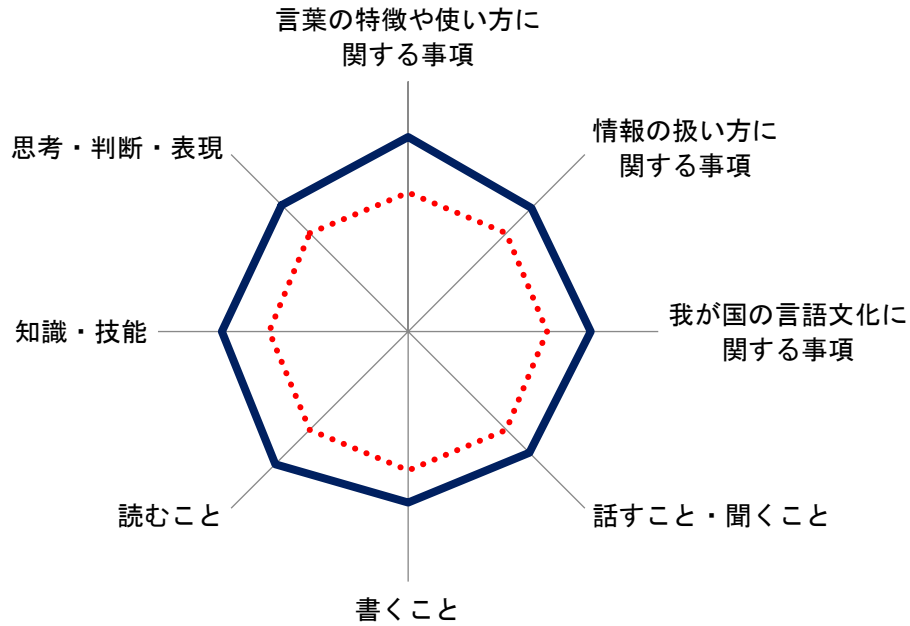 言葉の特徴や使い方に
関する事項
情報の扱い方に
関する事項
我が国の言語文化に
関する事項
話すこと・聞くこと
書くこと
読むこと
知識・技能
思考・判断・表現